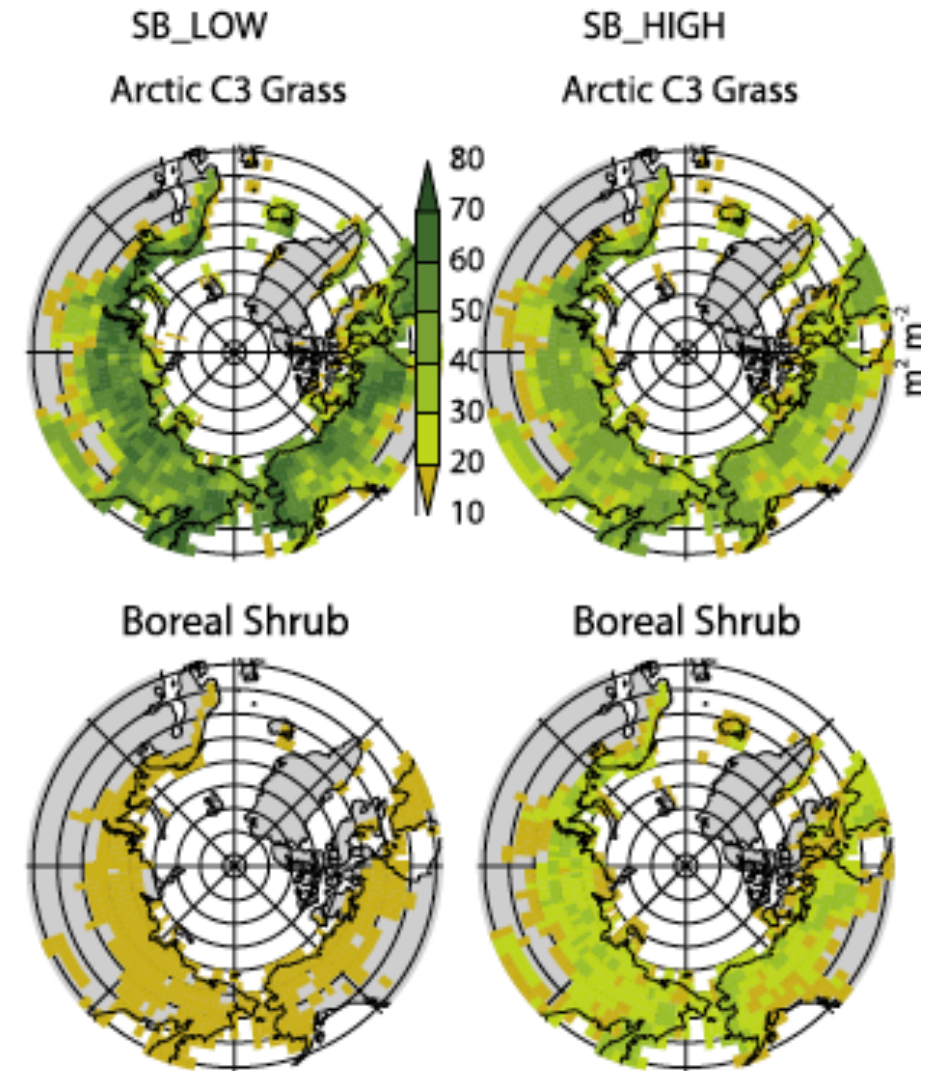 SB_LOW
SB_HIGH
Arctic C3 Grass
Arctic C3 Grass
80
70
60
50
40
30
20
10
m² m⁻²
Boreal Shrub
Boreal Shrub